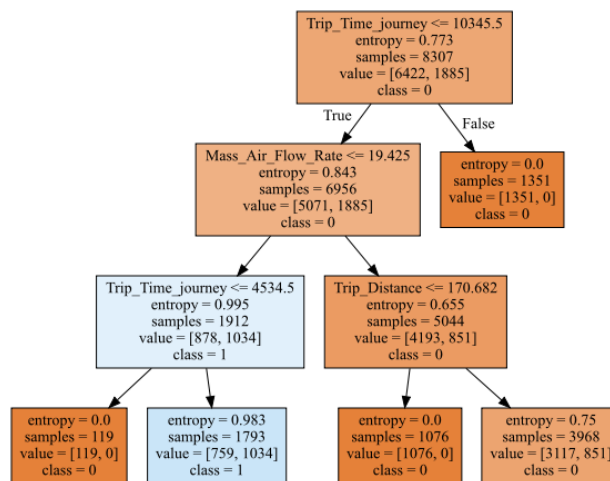 Trip_Time_journey <= 10345.5
entropy = 0.773
samples = 8307
value = [6422, 1885]
class = 0
True
False
Mass_Air_Flow_Rate <= 19.425
entropy = 0.843
samples = 6956
value = [5071, 1885]
class = 0
entropy = 0.0
samples = 1351
value = [1351, 0]
class = 0
Trip_Time_journey <= 4534.5
entropy = 0.995
samples = 1912
value = [878, 1034]
class = 1
Trip_Distance <= 170.682
entropy = 0.655
samples = 5044
value = [4193, 851]
class = 0
entropy = 0.0
samples = 119
value = [119, 0]
class = 0
entropy = 0.983
samples = 1793
value = [759, 1034]
class = 1
entropy = 0.0
samples = 1076
value = [1076, 0]
class = 0
entropy = 0.75
samples = 3968
value = [3117, 851]
class = 0